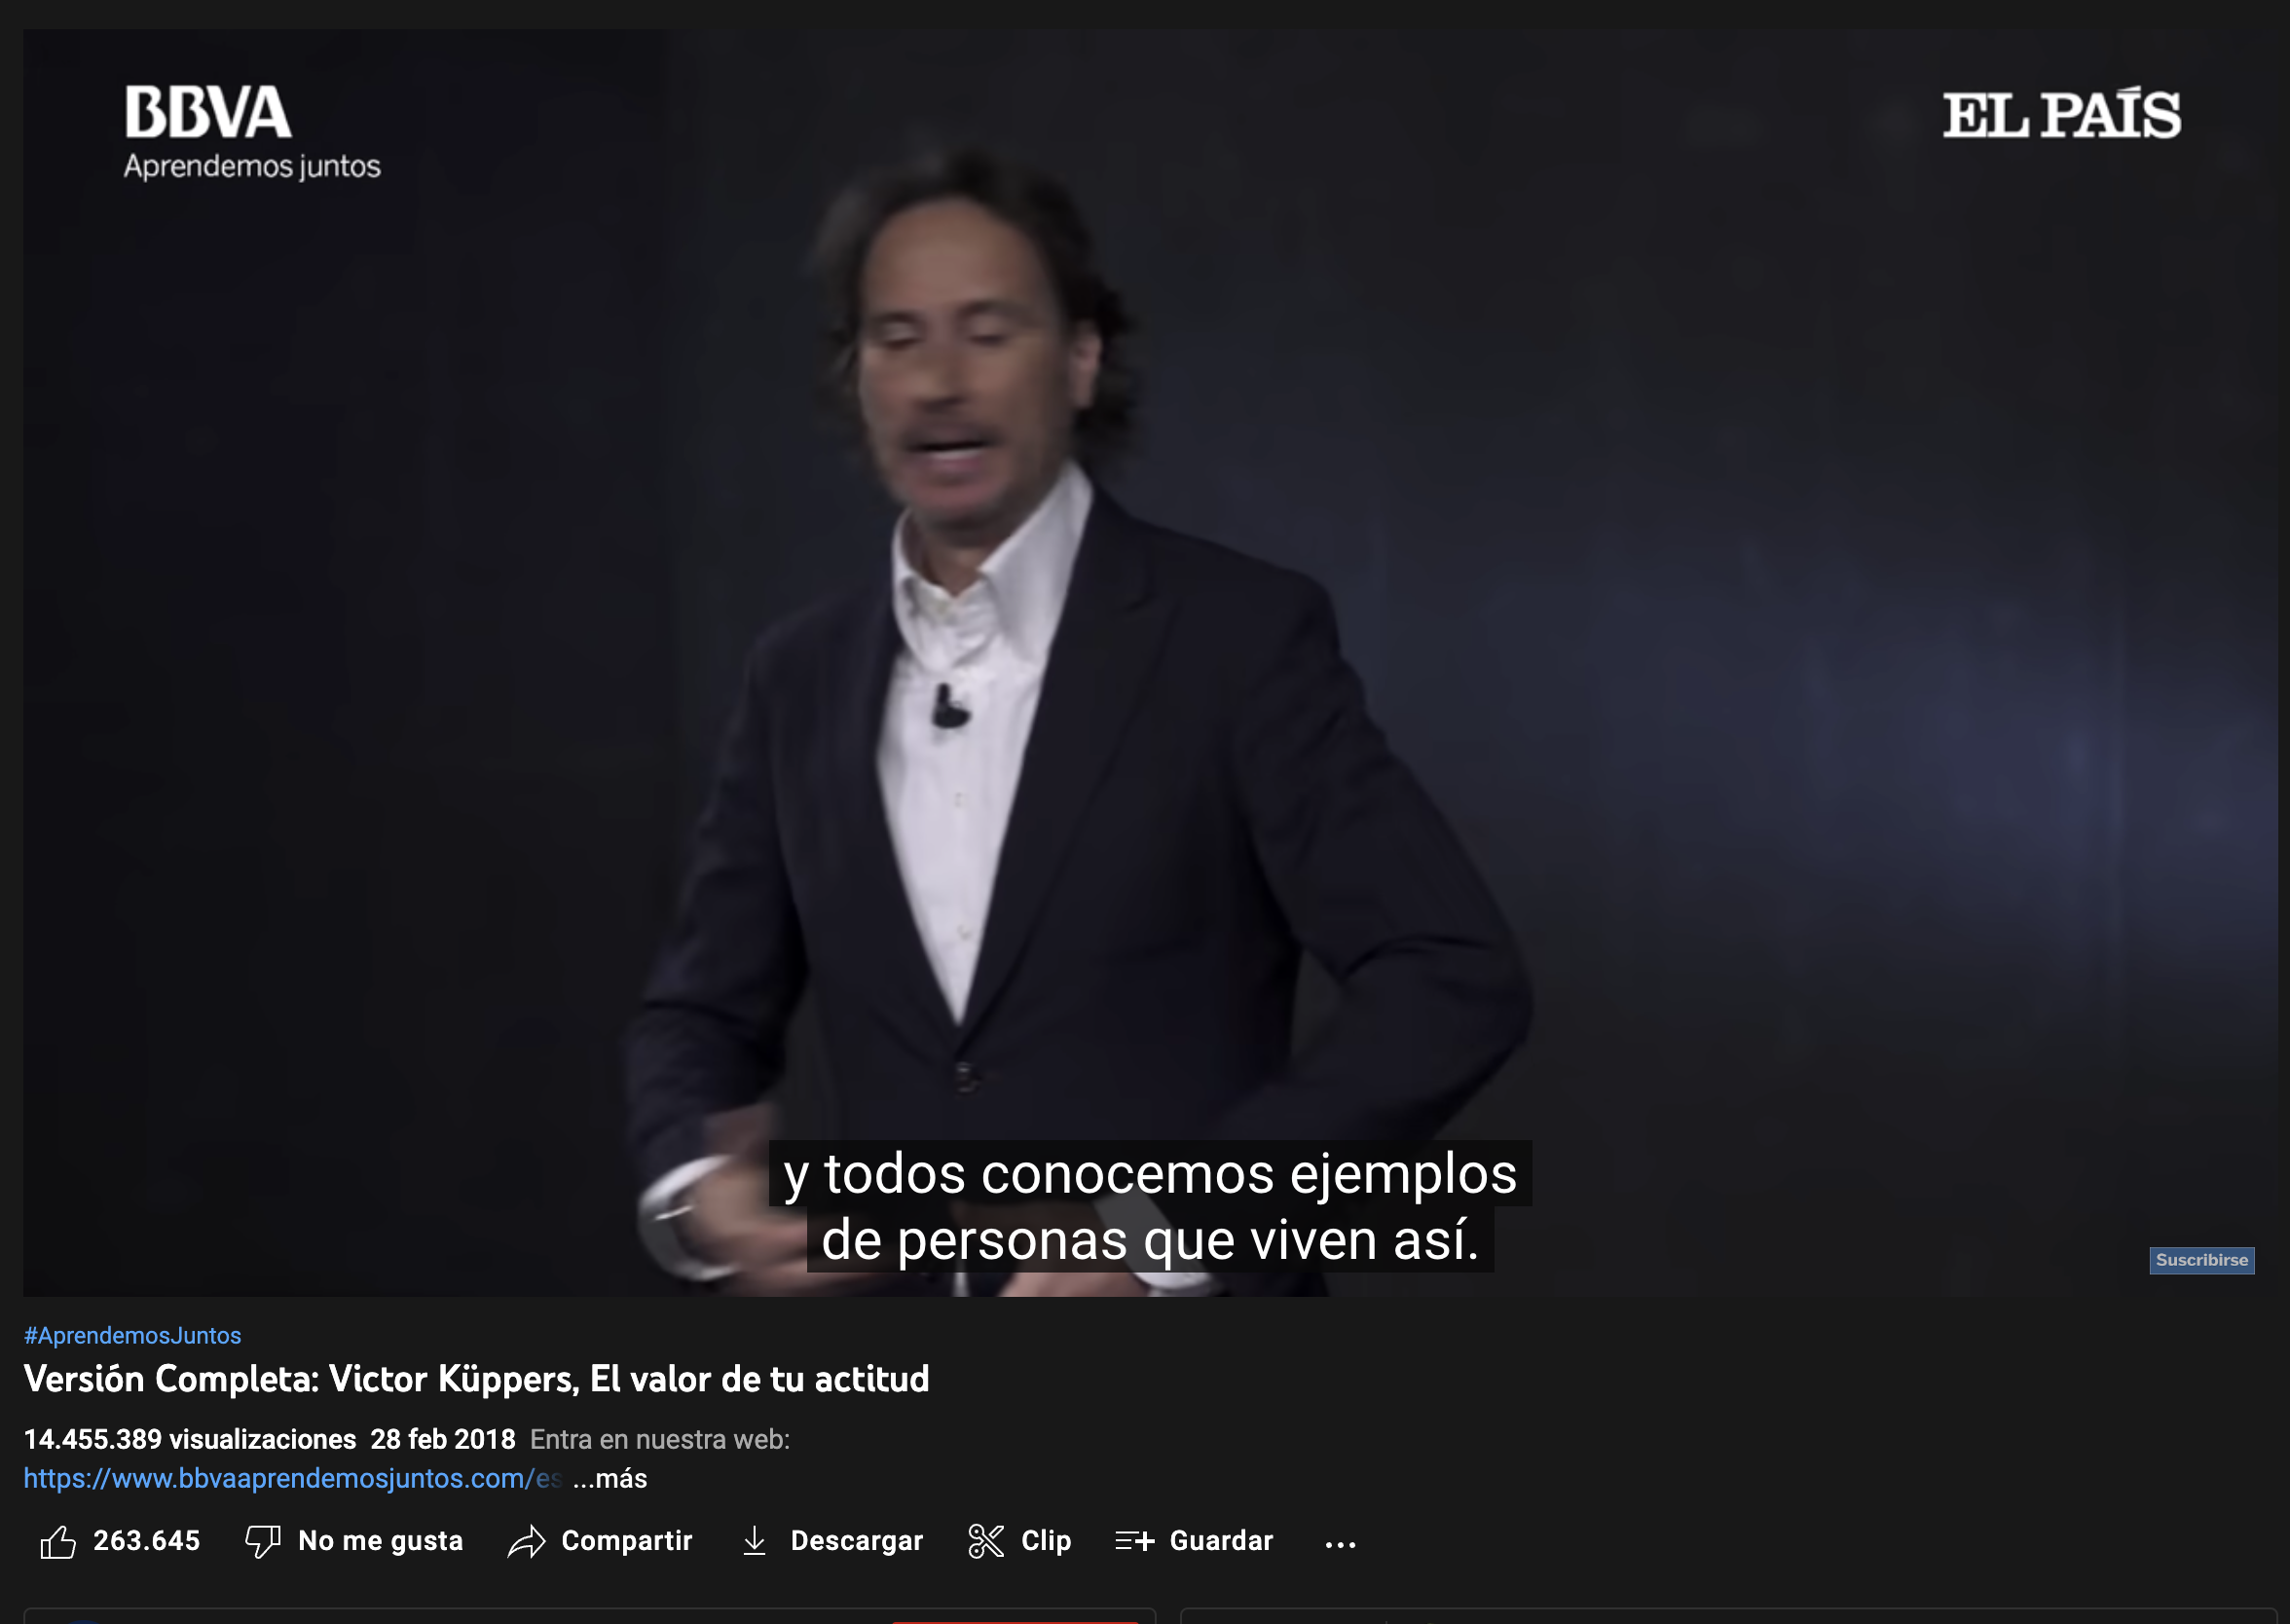 BBVA
Aprendemos juntos
EL PAÍS
y todos conocemos ejemplos
de personas que viven así.
Suscribirse
#AprendemosJuntos
Versión Completa: Victor Küppers, El valor de tu actitud
14.455.389 visualizaciones 28 feb 2018 Entra en nuestra web:
https://www.bbvaaprendemosjuntos.com/es ...más
263.645 No me gusta Compartir Descargar Clip Guardar ...